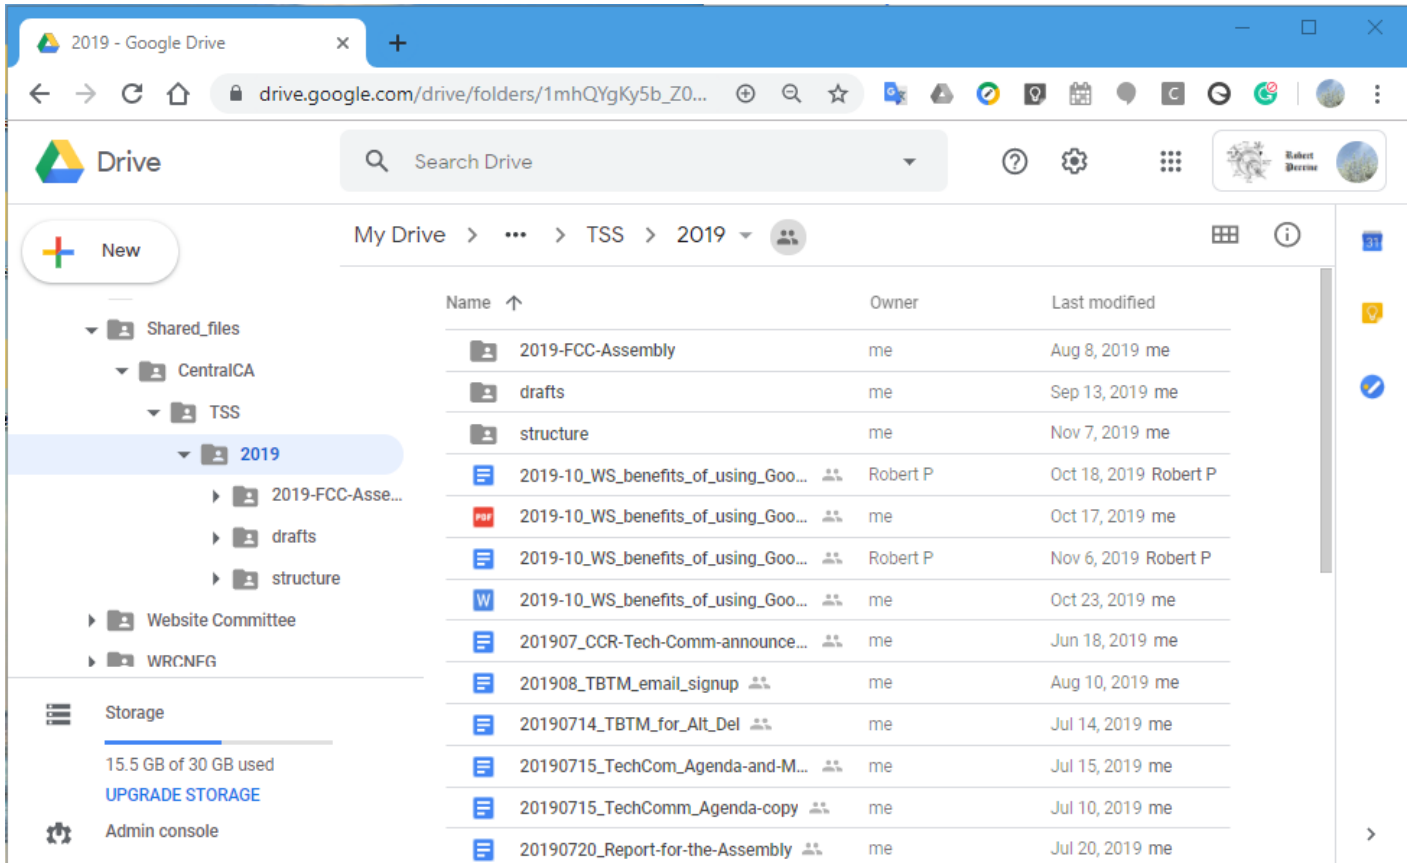 2019 - Google Drive
drive.google.com/drive/folders/1mhQYgKy5b_Z0...
C
Drive
Search Drive
Robert
Perrine
New
My Drive > ••• > TSS > 2019
31
Name Owner Last modified
Shared_files
CentralCA
TSS
2019
2019-FCC-Asse...
drafts
structure
Website Committee
WRCNFG
2019-FCC-Assembly me Aug 8, 2019 me
drafts me Sep 13, 2019 me
structure me Nov 7, 2019 me
2019-10_WS_benefits_of_using_Goo... Robert P Oct 18, 2019 Robert P
PDF 2019-10_WS_benefits_of_using_Goo... me Oct 17, 2019 me
2019-10_WS_benefits_of_using_Goo... Robert P Nov 6, 2019 Robert P
W 2019-10_WS_benefits_of_using_Goo... me Oct 23, 2019 me
201907_CCR-Tech-Comm-announce... me Jun 18, 2019 me
201908_TBTM_email_signup me Aug 10, 2019 me
20190714_TBTM_for_Alt_Del me Jul 14, 2019 me
20190715_TechCom_Agenda-and-M... me Jul 15, 2019 me
20190715_TechComm_Agenda-copy me Jul 10, 2019 me
20190720_Report-for-the-Assembly me Jul 20, 2019 me
Storage
15.5 GB of 30 GB used
UPGRADE STORAGE
Admin console